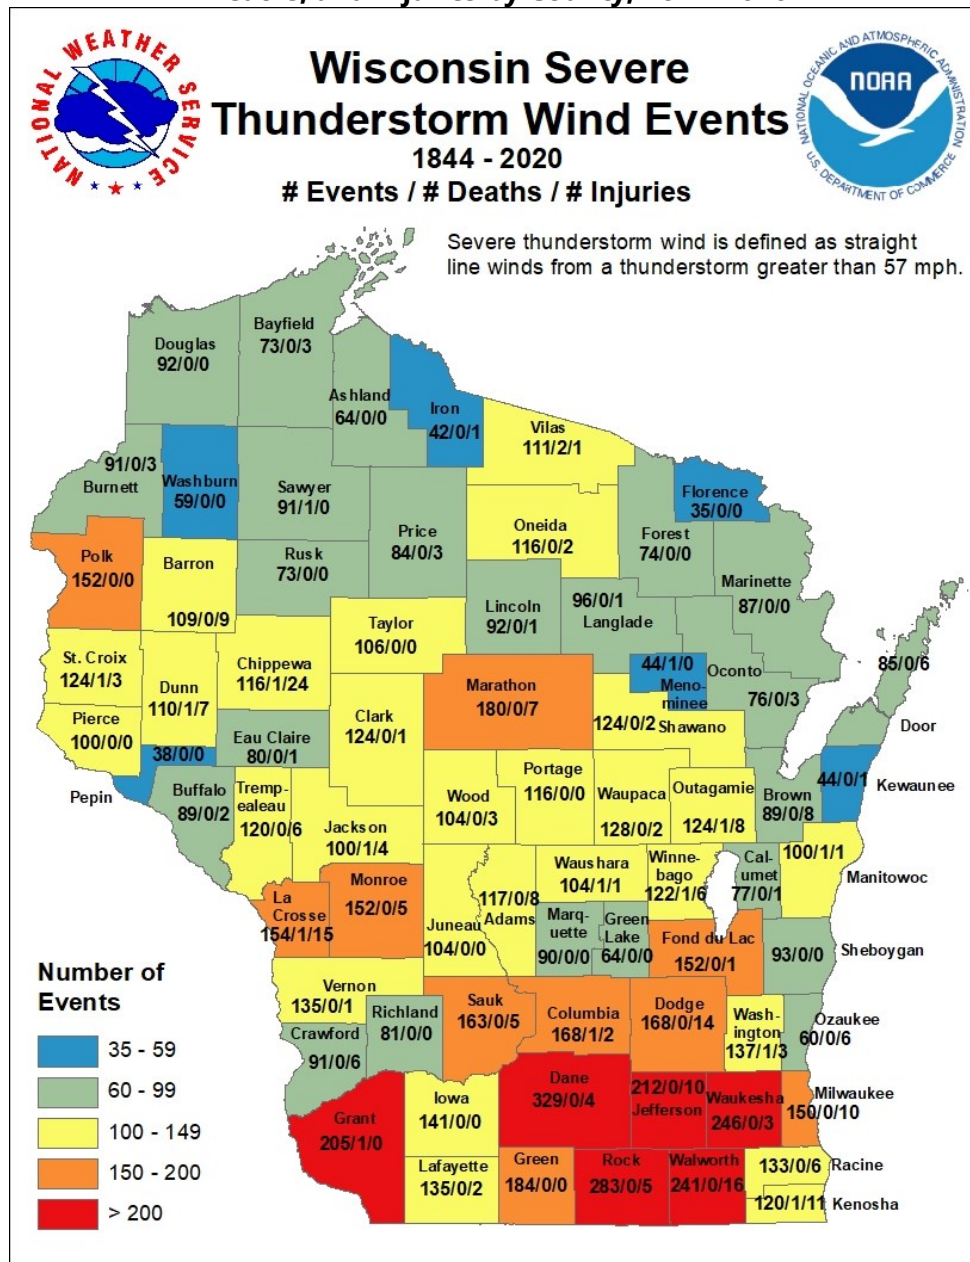 NATIONAL WEATHER SERVICE
NATIONAL OCEANIC AND ATMOSPHERIC ADMINISTRATION
NOAA
U.S. DEPARTMENT OF COMMERCE
Wisconsin Severe
Thunderstorm Wind Events
1844 - 2020
# Events / # Deaths / # Injuries
Severe thunderstorm wind is defined as straight
line winds from a thunderstorm greater than 57 mph.
Douglas
92/0/0
Bayfield
73/0/3
Ashland
64/0/0
Iron
42/0/1
Vilas
111/2/1
91/0/3
Burnett
Washburn
59/0/0
Sawyer
91/1/0
Price
84/0/3
Oneida
116/0/2
Forest
74/0/0
Florence
35/0/0
Marinette
87/0/0
Polk
152/0/0
Barron
109/0/9
Rusk
73/0/0
Taylor
106/0/0
Lincoln
92/0/1
96/0/1
Langlade
St. Croix
124/1/3
Dunn
110/1/7
Chippewa
116/1/24
Clark
124/0/1
Marathon
180/0/7
44/1/0
Meno-
minee
Oconto
76/0/3
85/0/6
Door
Pierce
100/0/0
38/0/0
Pepin
Eau Claire
80/0/1
124/0/2
Shawano
Buffalo
89/0/2
Tremp-
ealeau
120/0/6
Jackson
100/1/4
Wood
104/0/3
Portage
116/0/0
Waupaca
128/0/2
Outagamie
124/1/8
Brown
89/0/8
44/0/1
Kewaunee
La
Crosse
154/1/15
Monroe
152/0/5
Juneau
104/0/0
117/0/8
Adams
Waushara
104/1/1
Winne-
bago
122/1/6
Cal-
umet
77/0/1
100/1/1
Manitowoc
Marq-
uette
90/0/0
Green
Lake
64/0/0
Fond du Lac
152/0/1
93/0/0
Sheboygan
Vernon
135/0/1
Crawford
91/0/6
Richland
81/0/0
Sauk
163/0/5
Columbia
168/1/2
Dodge
168/0/14
Wash-
ington
137/1/3
Ozaukee
60/0/6
Grant
205/1/0
Iowa
141/0/0
Dane
329/0/4
212/0/10
Jefferson
Waukesha
246/0/3
Milwaukee
150/0/10
Lafayette
135/0/2
Green
184/0/0
Rock
283/0/5
Walworth
241/0/16
133/0/6
Racine
120/1/11
Kenosha
Number of
Events
35 - 59
60 - 99
100 - 149
150 - 200
> 200